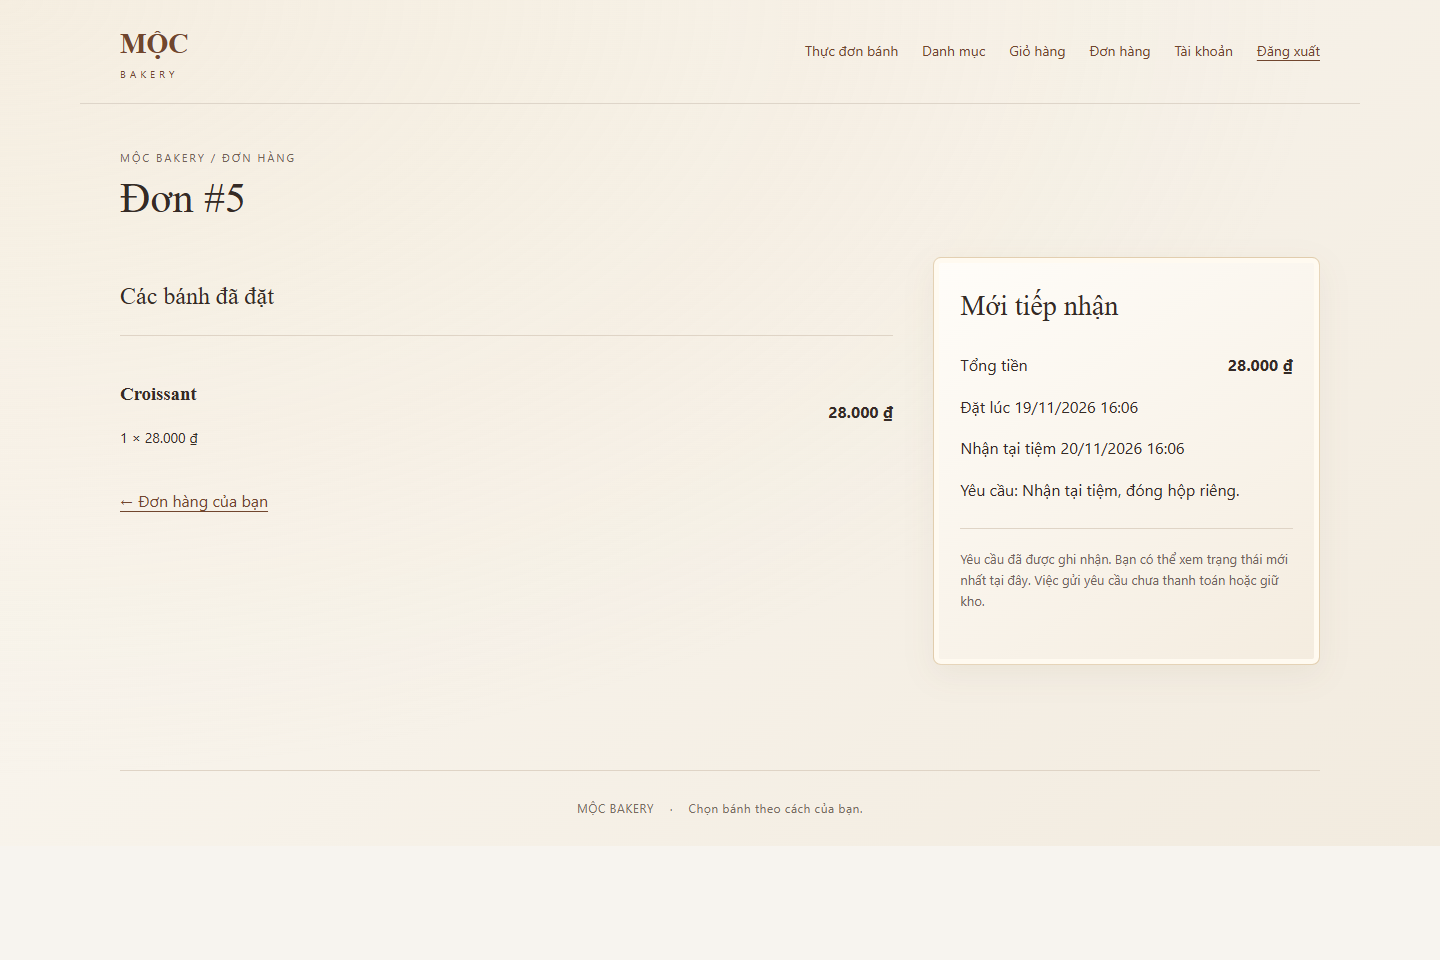 MỘC
BAKERY
Thực đơn bánh
Danh mục
Giỏ hàng
Đơn hàng
Tài khoản
Đăng xuất
MỘC BAKERY / ĐƠN HÀNG
Đơn #5
Các bánh đã đặt
Croissant
1 × 28.000 ₫
28.000 ₫
← Đơn hàng của bạn
Mới tiếp nhận
Tổng tiền 28.000 ₫
Đặt lúc 19/11/2026 16:06
Nhận tại tiệm 20/11/2026 16:06
Yêu cầu: Nhận tại tiệm, đóng hộp riêng.
Yêu cầu đã được ghi nhận. Bạn có thể xem trạng thái mới
nhất tại đây. Việc gửi yêu cầu chưa thanh toán hoặc giữ
kho.
MỘC BAKERY · Chọn bánh theo cách của bạn.